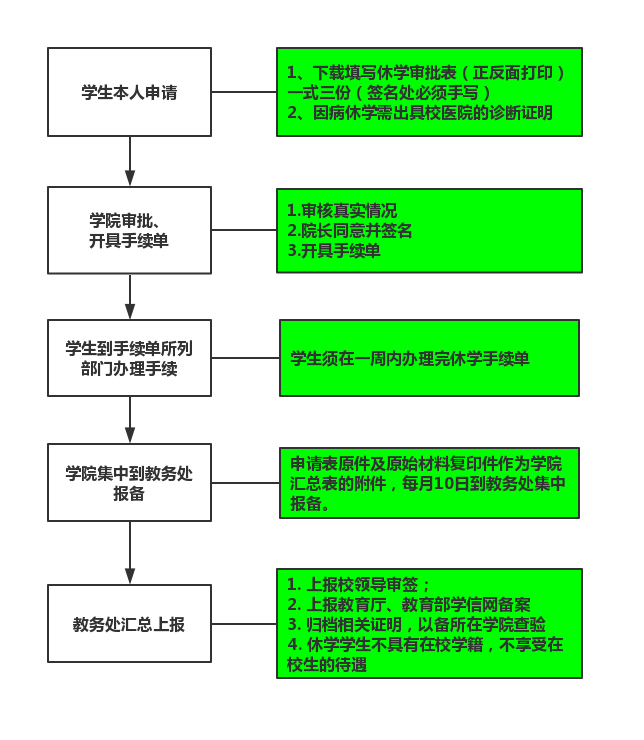 学生本人申请
1、下载填写休学审批表（正反面打印）
一式三份（签名处必须手写）
2、因病休学需出具校医院的诊断证明
学院审批、
开具手续单
1.审核真实情况
2.院长同意并签名
3.开具手续单
学生到手续单所列
部门办理手续
学生须在一周内办理完休学手续单
学院集中到教务处
报备
申请表原件及原始材料复印件作为学院
汇总表的附件，每月10日到教务处集中
报备。
教务处汇总上报
1. 上报校领导审签；
2. 上报教育厅、教育部学信网备案
3. 归档相关证明，以备所在学院查验
4. 休学学生不具有在校学籍，不享受在
校生的待遇